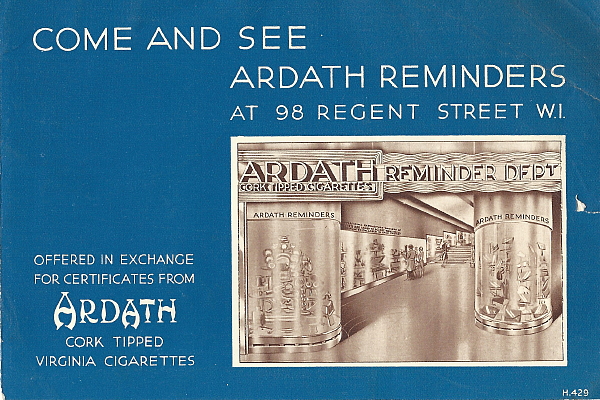 COME AND SEE
ARDATH REMINDERS
AT 98 REGENT STREET W.1.
ARDATH
CORK TIPPED CIGARETTES
REMINDER DEPT
ARDATH REMINDERS
ARDATH REMINDERS
OFFERED IN EXCHANGE
FOR CERTIFICATES FROM
ARDATH
CORK TIPPED
VIRGINIA CIGARETTES
H.429